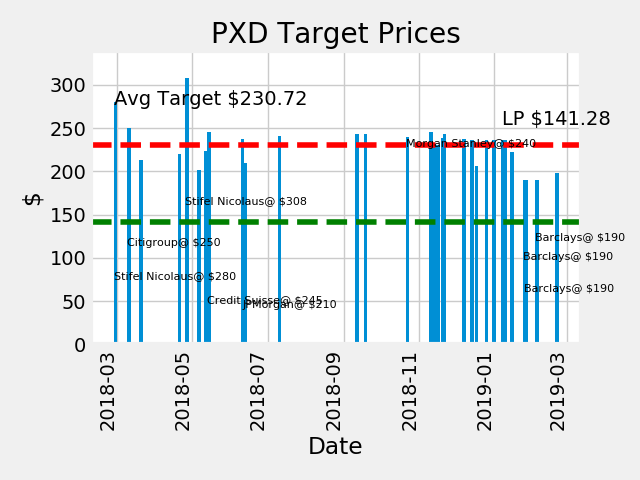 PXD Target Prices
300
250
200
150
100
50
0
$
Avg Target $230.72
LP $141.28
Morgan Stanley@ $240
Stifel Nicolaus@ $308
Citigroup@ $250
Barclays@ $190
Barclays@ $190
Stifel Nicolaus@ $280
Barclays@ $190
Credit Suisse@ $245
JPMorgan@ $210
2018-03
2018-05
2018-07
2018-09
2018-11
2019-01
2019-03
Date